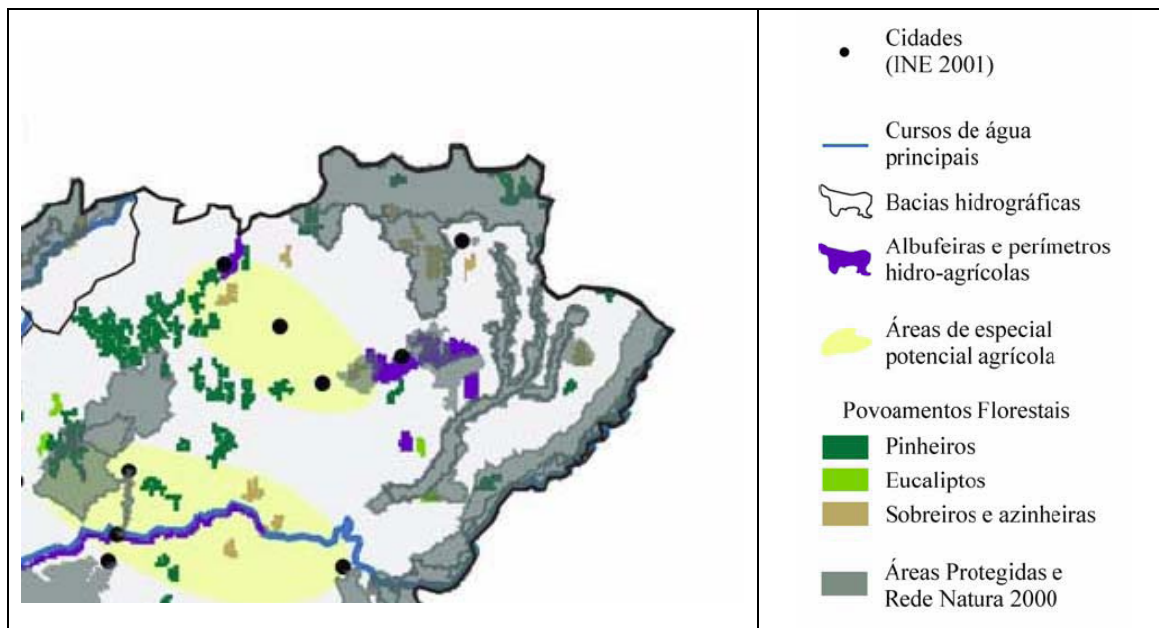 Cidades
(INE 2001)
Cursos de água
principais
Bacias hidrográficas
Albufeiras e perímetros
hidro-agrícolas
Áreas de especial
potencial agrícola
Povoamentos Florestais
Pinheiros
Eucaliptos
Sobreiros e azinheiras
Áreas Protegidas e
Rede Natura 2000